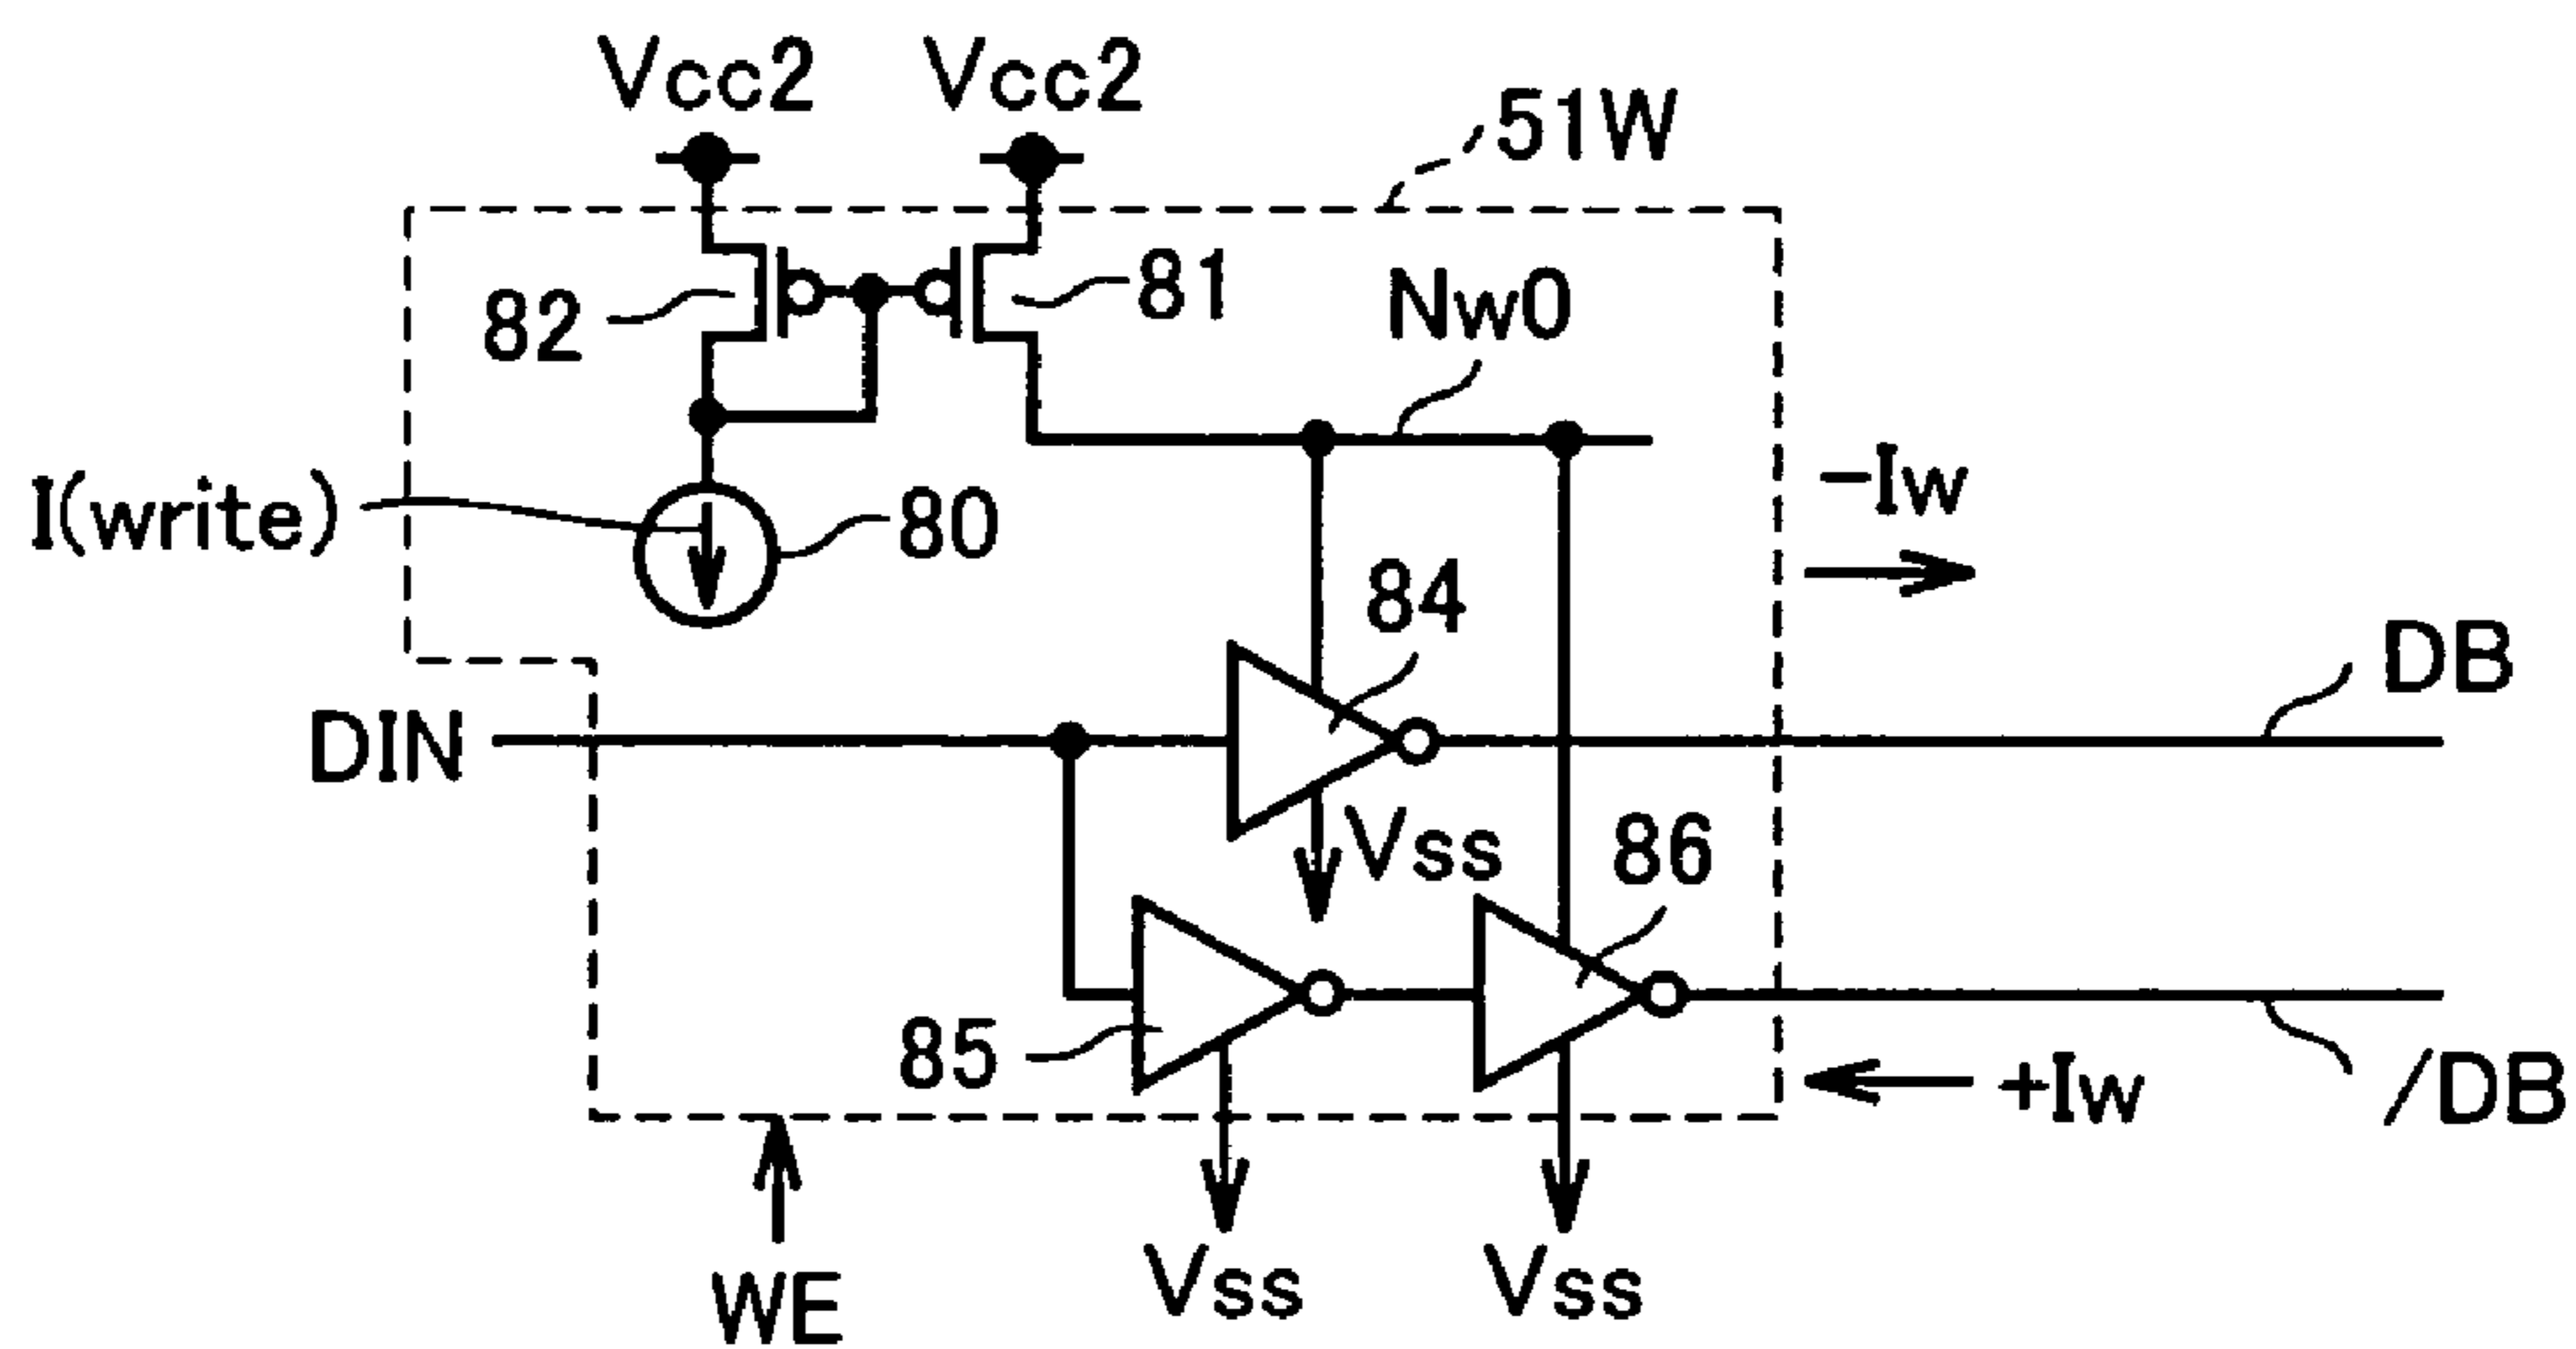 Vcc2
Vcc2
51W
82
81
Nw0
I(write)
80
-Iw
84
DB
DIN
Vss
86
85
+Iw
/DB
WE
Vss
Vss